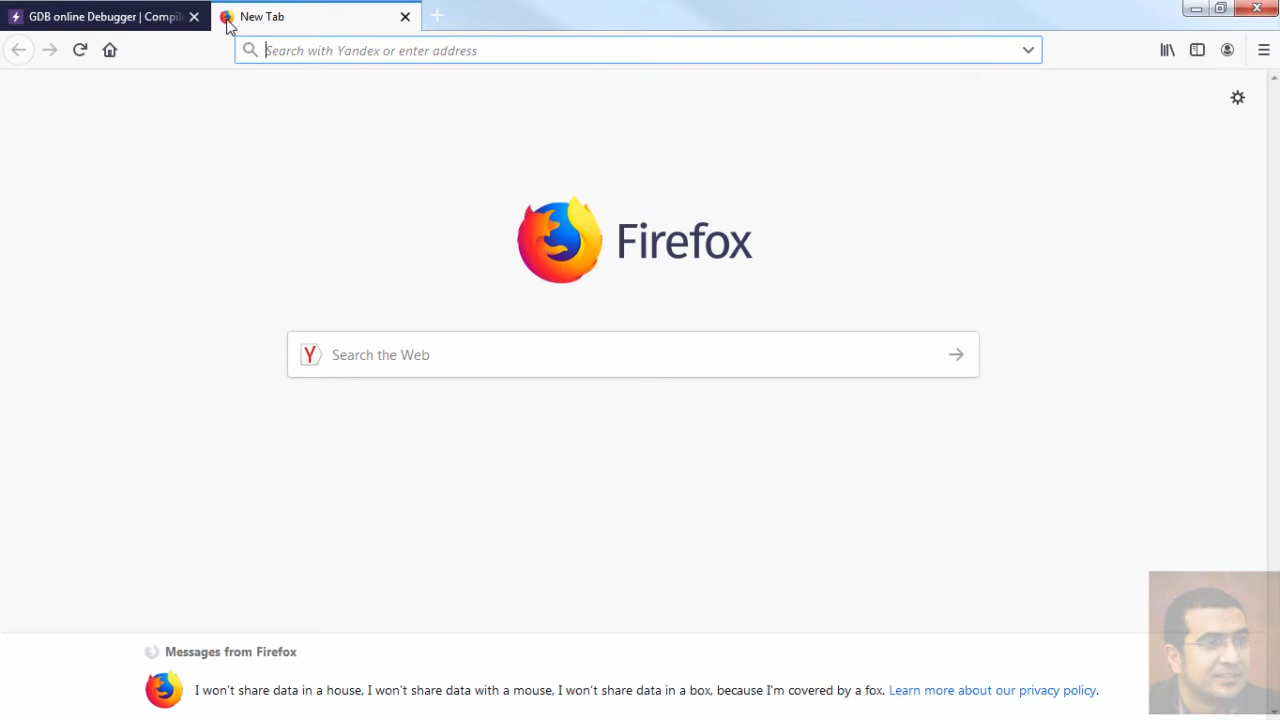 GDB online Debugger | Compil
New Tab
Search with Yandex or enter address
Firefox
Y
Search the Web
Messages from Firefox
I won't share data in a house, I won't share data with a mouse, I won't share data in a box, because I'm covered by a fox. Learn more about our privacy policy.